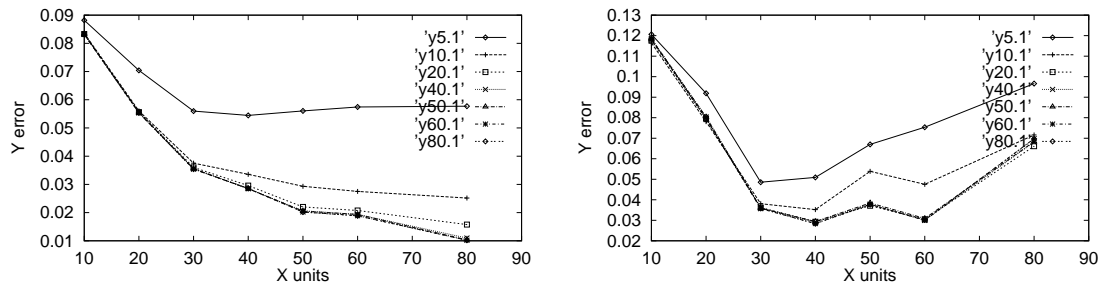 0.09
0.08
0.07
0.06
0.05
0.04
0.03
0.02
0.01
10 20 30 40 50 60 70 80 90
Y error
X units
'y5.1'
'y10.1'
'y20.1'
'y40.1'
'y50.1'
'y60.1'
'y80.1'
0.13
0.12
0.11
0.1
0.09
0.08
0.07
0.06
0.05
0.04
0.03
0.02
10 20 30 40 50 60 70 80 90
Y error
X units
'y5.1'
'y10.1'
'y20.1'
'y40.1'
'y50.1'
'y60.1'
'y80.1'